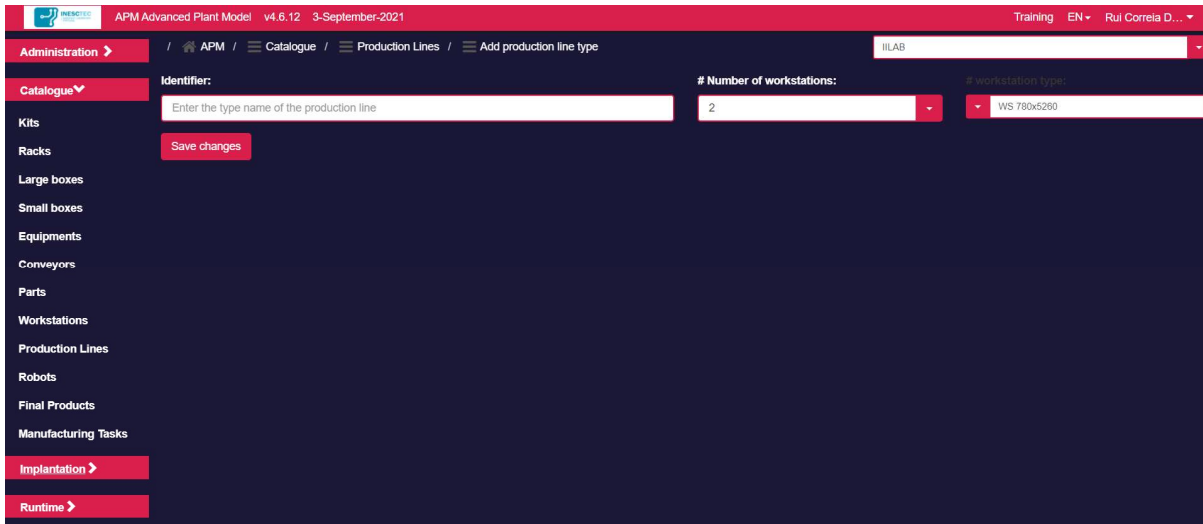 INESCTEC APM Advanced Plant Model v4.6.12 3-September-2021 Training EN Rui Correia D...
Administration / APM / Catalogue / Production Lines / Add production line type IILAB
Catalogue Identifier: # Number of workstations: # workstation type:
Enter the type name of the production line 2 WS 780x5260
Kits
Save changes
Racks
Large boxes
Small boxes
Equipments
Conveyors
Parts
Workstations
Production Lines
Robots
Final Products
Manufacturing Tasks
Implantation
Runtime